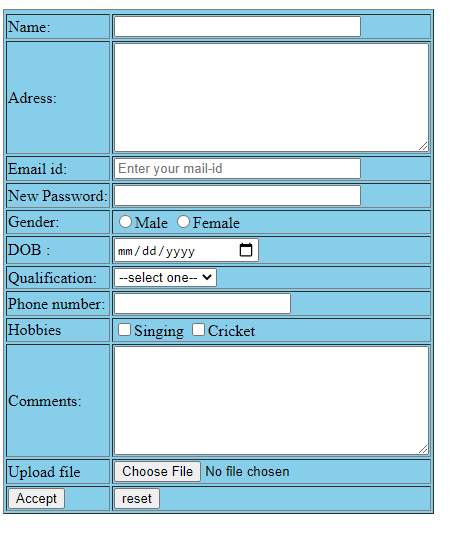 Name:
Adress:
Email id: Enter your mail-id
New Password:
Gender: Male Female
DOB : mm/dd/yyyy
Qualification: --select one--
Phone number:
Hobbies Singing Cricket
Comments:
Upload file Choose File No file chosen
Accept reset